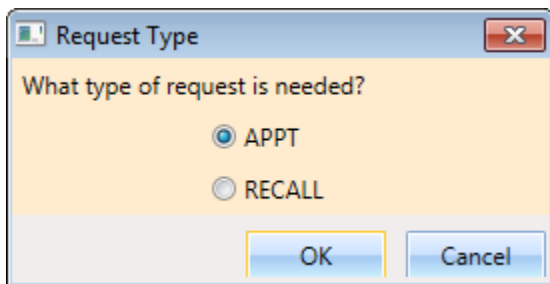 Request Type
What type of request is needed?
APPT
RECALL
OK Cancel